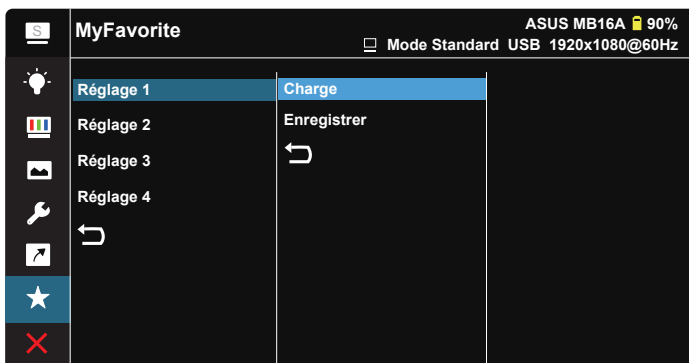 S
MyFavorite
ASUS MB16A 90%
Mode Standard USB 1920x1080@60Hz
Réglage 1
Charge
Réglage 2
Enregistrer
Réglage 3
Réglage 4